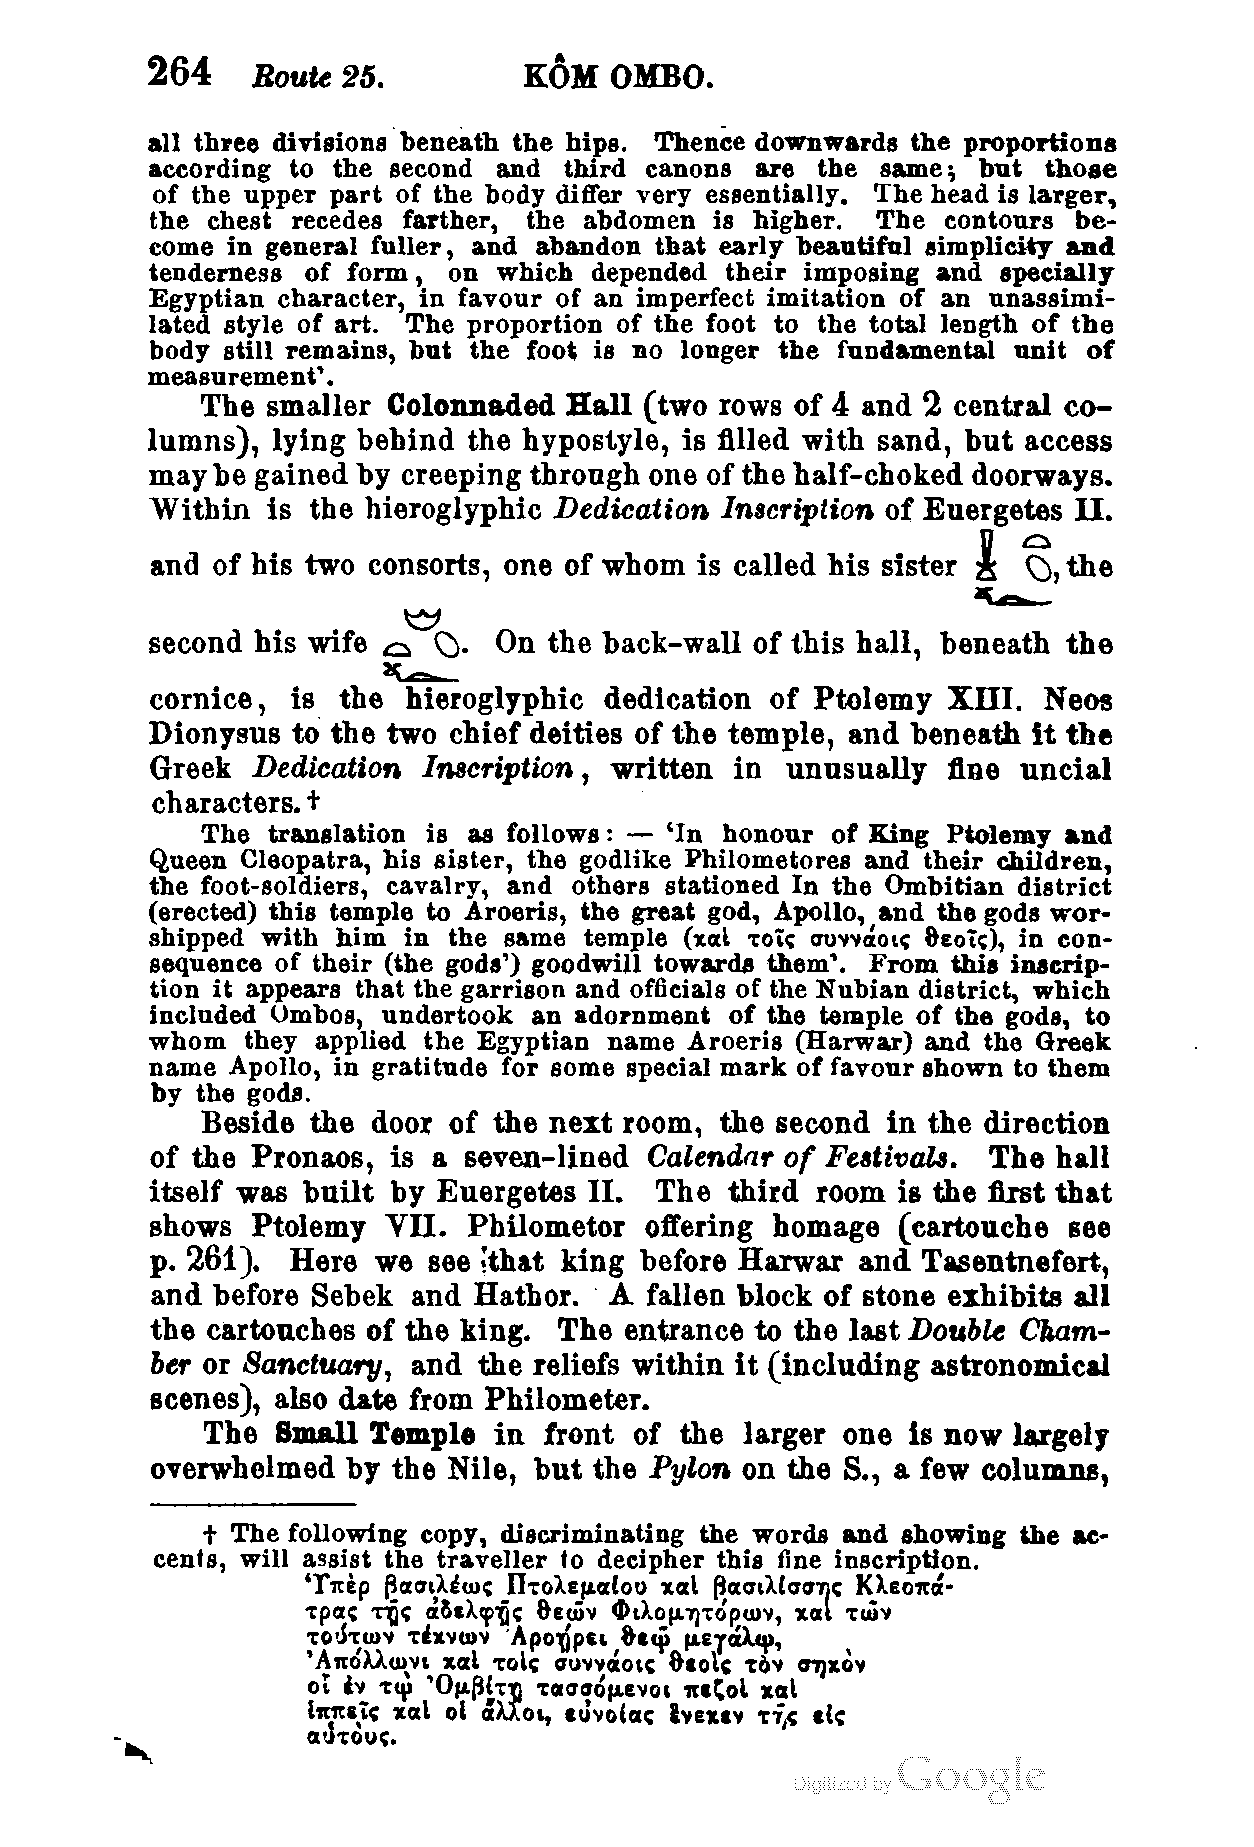 264 Route 25. KÔM OMBO.
all three divisions beneath the hips. Thence downwards the proportions
according to the second and third canons are the same; but those
of the upper part of the body differ very essentially. The head is larger,
the chest recedes farther, the abdomen is higher. The contours be-
come in general fuller, and abandon that early beautiful simplicity and
tenderness of form, on which depended their imposing and specially
Egyptian character, in favour of an imperfect imitation of an unassimi-
lated style of art. The proportion of the foot to the total length of the
body still remains, but the foot is no longer the fundamental unit of
measurement'.
The smaller Colonnaded Hall (two rows of 4 and 2 central co-
lumns), lying behind the hypostyle, is filled with sand, but access
may be gained by creeping through one of the half-choked doorways.
Within is the hieroglyphic Dedication Inscription of Euergetes II.
and of his two consorts, one of whom is called his sister , the
second his wife . On the back-wall of this hall, beneath the
cornice, is the hieroglyphic dedication of Ptolemy XIII. Neos
Dionysus to the two chief deities of the temple, and beneath it the
Greek Dedication Inscription, written in unusually fine uncial
characters.†
The translation is as follows: — 'In honour of King Ptolemy and
Queen Cleopatra, his sister, the godlike Philometores and their children,
the foot-soldiers, cavalry, and others stationed In the Ombitian district
(erected) this temple to Aroeris, the great god, Apollo, and the gods wor-
shipped with him in the same temple (καὶ τοῖς συννάοις θεοῖς), in con-
sequence of their (the gods') goodwill towards them'. From this inscrip-
tion it appears that the garrison and officials of the Nubian district, which
included Ombos, undertook an adornment of the temple of the gods, to
whom they applied the Egyptian name Aroeris (Harwar) and the Greek
name Apollo, in gratitude for some special mark of favour shown to them
by the gods.
Beside the door of the next room, the second in the direction
of the Pronaos, is a seven-lined Calendar of Festivals. The hall
itself was built by Euergetes II. The third room is the first that
shows Ptolemy VII. Philometor offering homage (cartouche see
p. 261). Here we see that king before Harwar and Tasentnefert,
and before Sebek and Hathor. A fallen block of stone exhibits all
the cartouches of the king. The entrance to the last Double Cham-
ber or Sanctuary, and the reliefs within it (including astronomical
scenes), also date from Philometer.
The Small Temple in front of the larger one is now largely
overwhelmed by the Nile, but the Pylon on the S., a few columns,
† The following copy, discriminating the words and showing the ac-
cents, will assist the traveller to decipher this fine inscription.
Ὑπὲρ βασιλέως Πτολεμαίου καὶ βασιλίσσης Κλεοπά-
τρας τῆς ἀδελφῆς θεῶν Φιλομητόρων, καὶ τῶν
τούτων τέκνων Ἀροήρει θεῷ μεγάλῳ,
Ἀπόλλωνι καὶ τοῖς συννάοις θεοῖς τὸν σηκὸν
οἱ ἐν τῷ Ὀμβίτῃ τασσόμενοι πεζοὶ καὶ
ἱππεῖς καὶ οἱ ἄλλοι, εὐνοίας ἕνεκεν τῆς εἰς
αὐτούς.
Digitized by Google